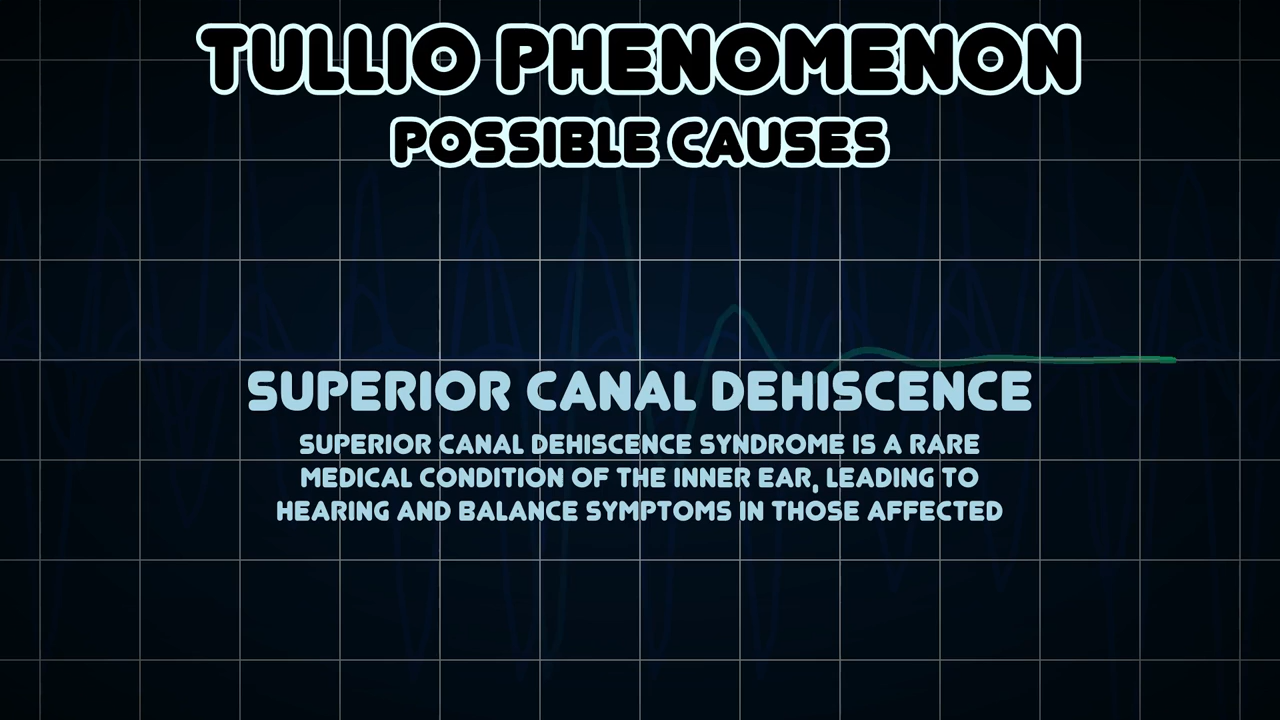 TULLIO PHENOMENON
POSSIBLE CAUSES
SUPERIOR CANAL DEHISCENCE
SUPERIOR CANAL DEHISCENCE SYNDROME IS A RARE
MEDICAL CONDITION OF THE INNER EAR, LEADING TO
HEARING AND BALANCE SYMPTOMS IN THOSE AFFECTED